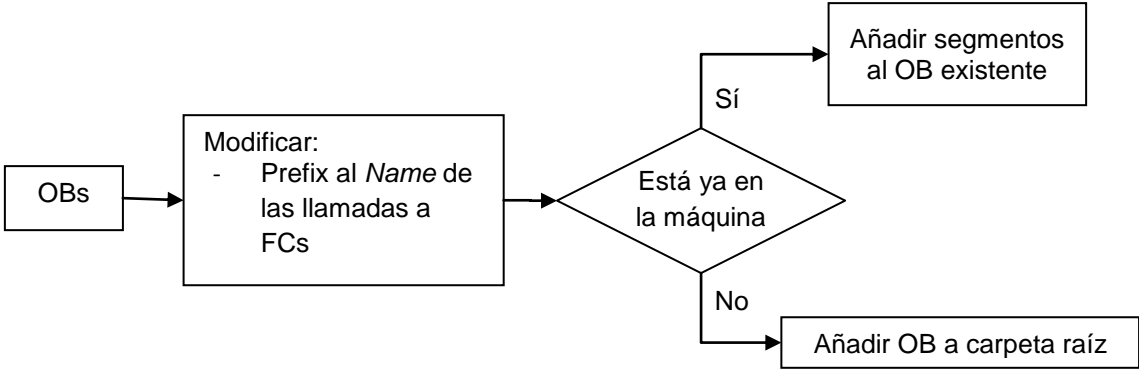 OBs
Modificar:
- Prefix al Name de
las llamadas a
FCs
Está ya en
la máquina
Sí
Añadir segmentos
al OB existente
No
Añadir OB a carpeta raíz